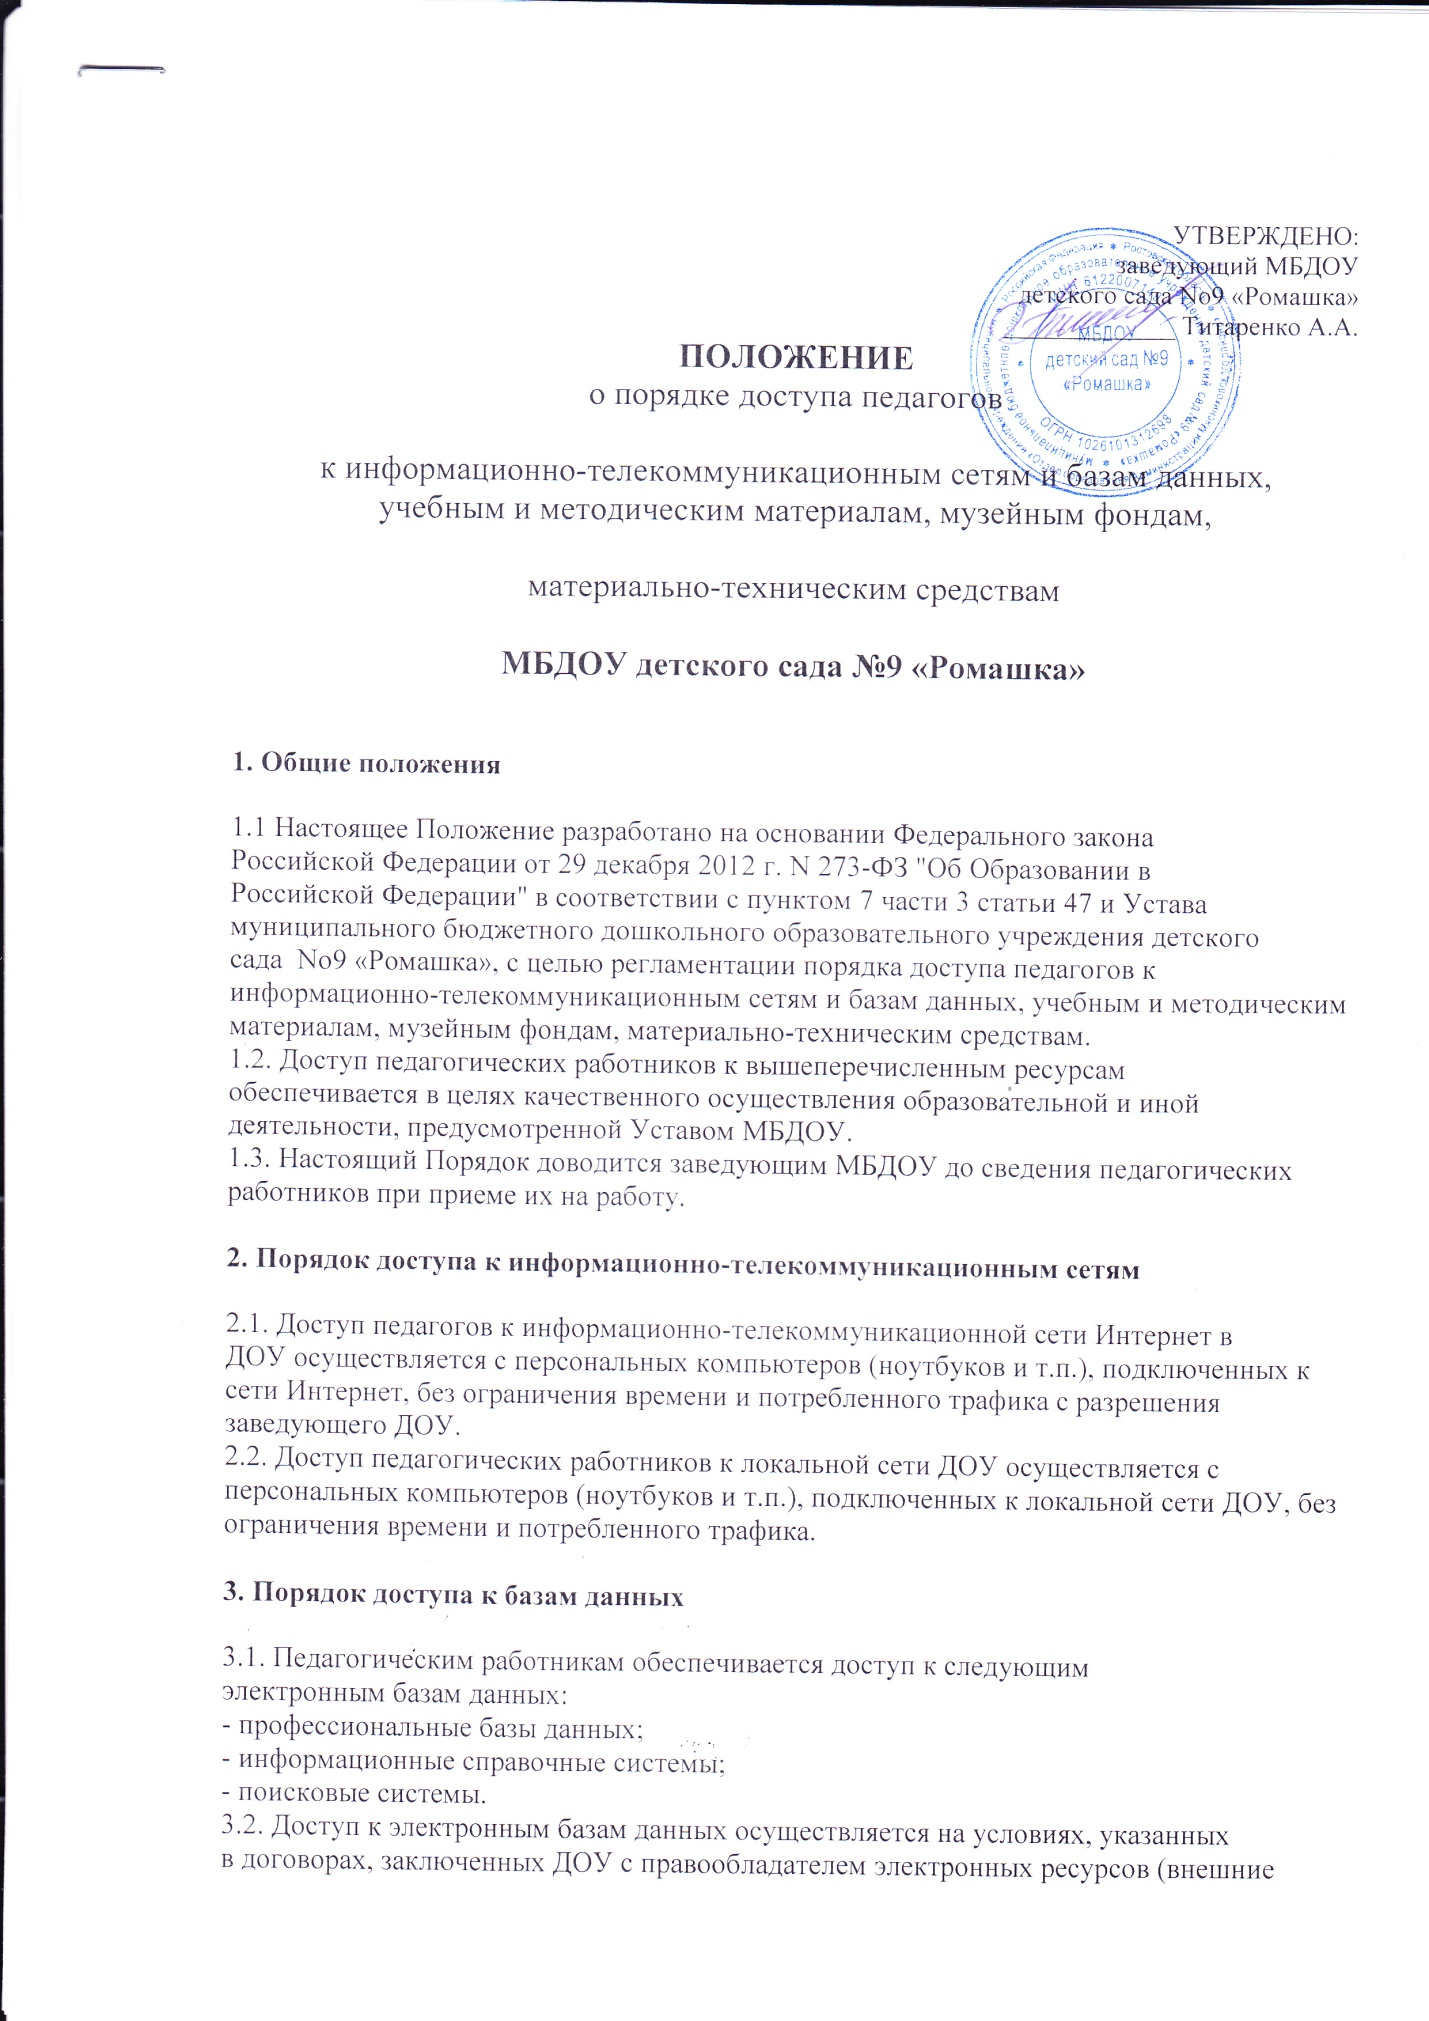 УТВЕРЖДЕНО:
заведующий МБДОУ
детского сада No9 «Ромашка»
Титаренко А.А.
МБДОУ
детский сад №9
«Ромашка»
ОГРН 1026101312698
ПОЛОЖЕНИЕ
о порядке доступа педагогов
к информационно-телекоммуникационным сетям и базам данных,
учебным и методическим материалам, музейным фондам,
материально-техническим средствам
МБДОУ детского сада №9 «Ромашка»
1. Общие положения
1.1 Настоящее Положение разработано на основании Федерального закона
Российской Федерации от 29 декабря 2012 г. N 273-ФЗ "Об Образовании в
Российской Федерации" в соответствии с пунктом 7 части 3 статьи 47 и Устава
муниципального бюджетного дошкольного образовательного учреждения детского
сада No9 «Ромашка», с целью регламентации порядка доступа педагогов к
информационно-телекоммуникационным сетям и базам данных, учебным и методическим
материалам, музейным фондам, материально-техническим средствам.
1.2. Доступ педагогических работников к вышеперечисленным ресурсам
обеспечивается в целях качественного осуществления образовательной и иной
деятельности, предусмотренной Уставом МБДОУ.
1.3. Настоящий Порядок доводится заведующим МБДОУ до сведения педагогических
работников при приеме их на работу.
2. Порядок доступа к информационно-телекоммуникационным сетям
2.1. Доступ педагогов к информационно-телекоммуникационной сети Интернет в
ДОУ осуществляется с персональных компьютеров (ноутбуков и т.п.), подключенных к
сети Интернет, без ограничения времени и потребленного трафика с разрешения
заведующего ДОУ.
2.2. Доступ педагогических работников к локальной сети ДОУ осуществляется с
персональных компьютеров (ноутбуков и т.п.), подключенных к локальной сети ДОУ, без
ограничения времени и потребленного трафика.
3. Порядок доступа к базам данных
3.1. Педагогическим работникам обеспечивается доступ к следующим
электронным базам данных:
- профессиональные базы данных;
- информационные справочные системы;
- поисковые системы.
3.2. Доступ к электронным базам данных осуществляется на условиях, указанных
в договорах, заключенных ДОУ с правообладателем электронных ресурсов (внешние